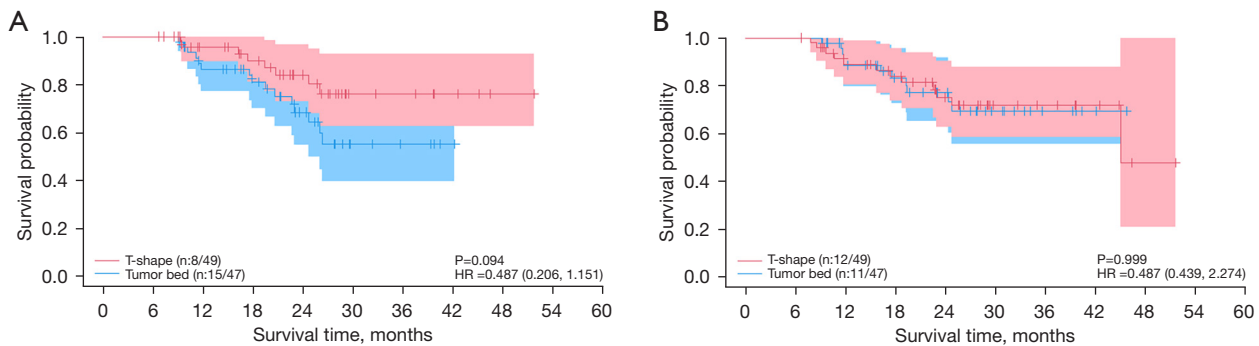 A
Survival probability
1.0
0.8
0.6
0.4
0.2
0.0
T-shape (n:8/49)
Tumor bed (n:15/47)
P=0.094
HR =0.487 (0.206, 1.151)
0 6 12 18 24 30 36 42 48 54 60
Survival time, months
B
Survival probability
1.0
0.8
0.6
0.4
0.2
0.0
T-shape (n:12/49)
Tumor bed (n:11/47)
P=0.999
HR =0.487 (0.439, 2.274)
0 6 12 18 24 30 36 42 48 54 60
Survival time, months